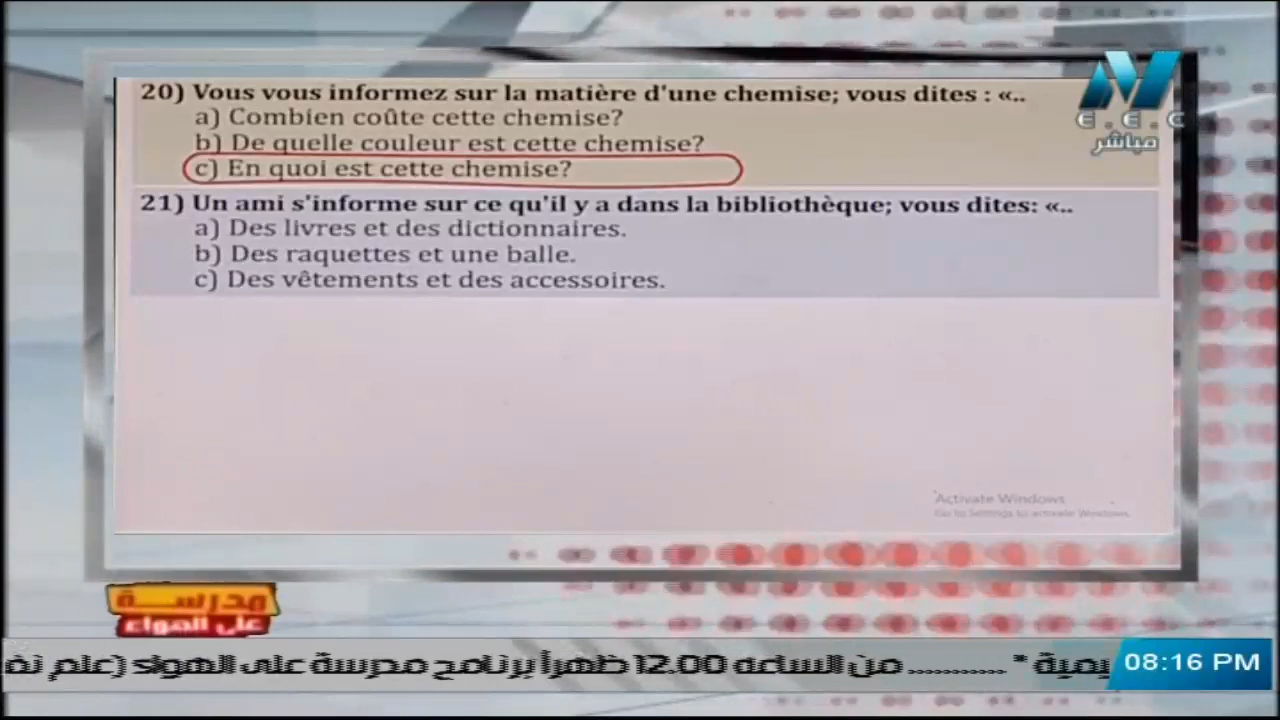 20) Vous vous informez sur la matière d'une chemise; vous dites : «..
a) Combien coûte cette chemise?
b) De quelle couleur est cette chemise?
c) En quoi est cette chemise?
21) Un ami s'informe sur ce qu'il y a dans la bibliothèque; vous dites: «..
a) Des livres et des dictionnaires.
b) Des raquettes et une balle.
c) Des vêtements et des accessoires.
E.E.C
مباشر
Activate Windows
Go to Settings to activate Windows.
مدرسة
على الهواء
يمية " ........... من الساعه 12.00 ظهراً برنامج مدرسة على الهواء (علم نف
08:16 PM